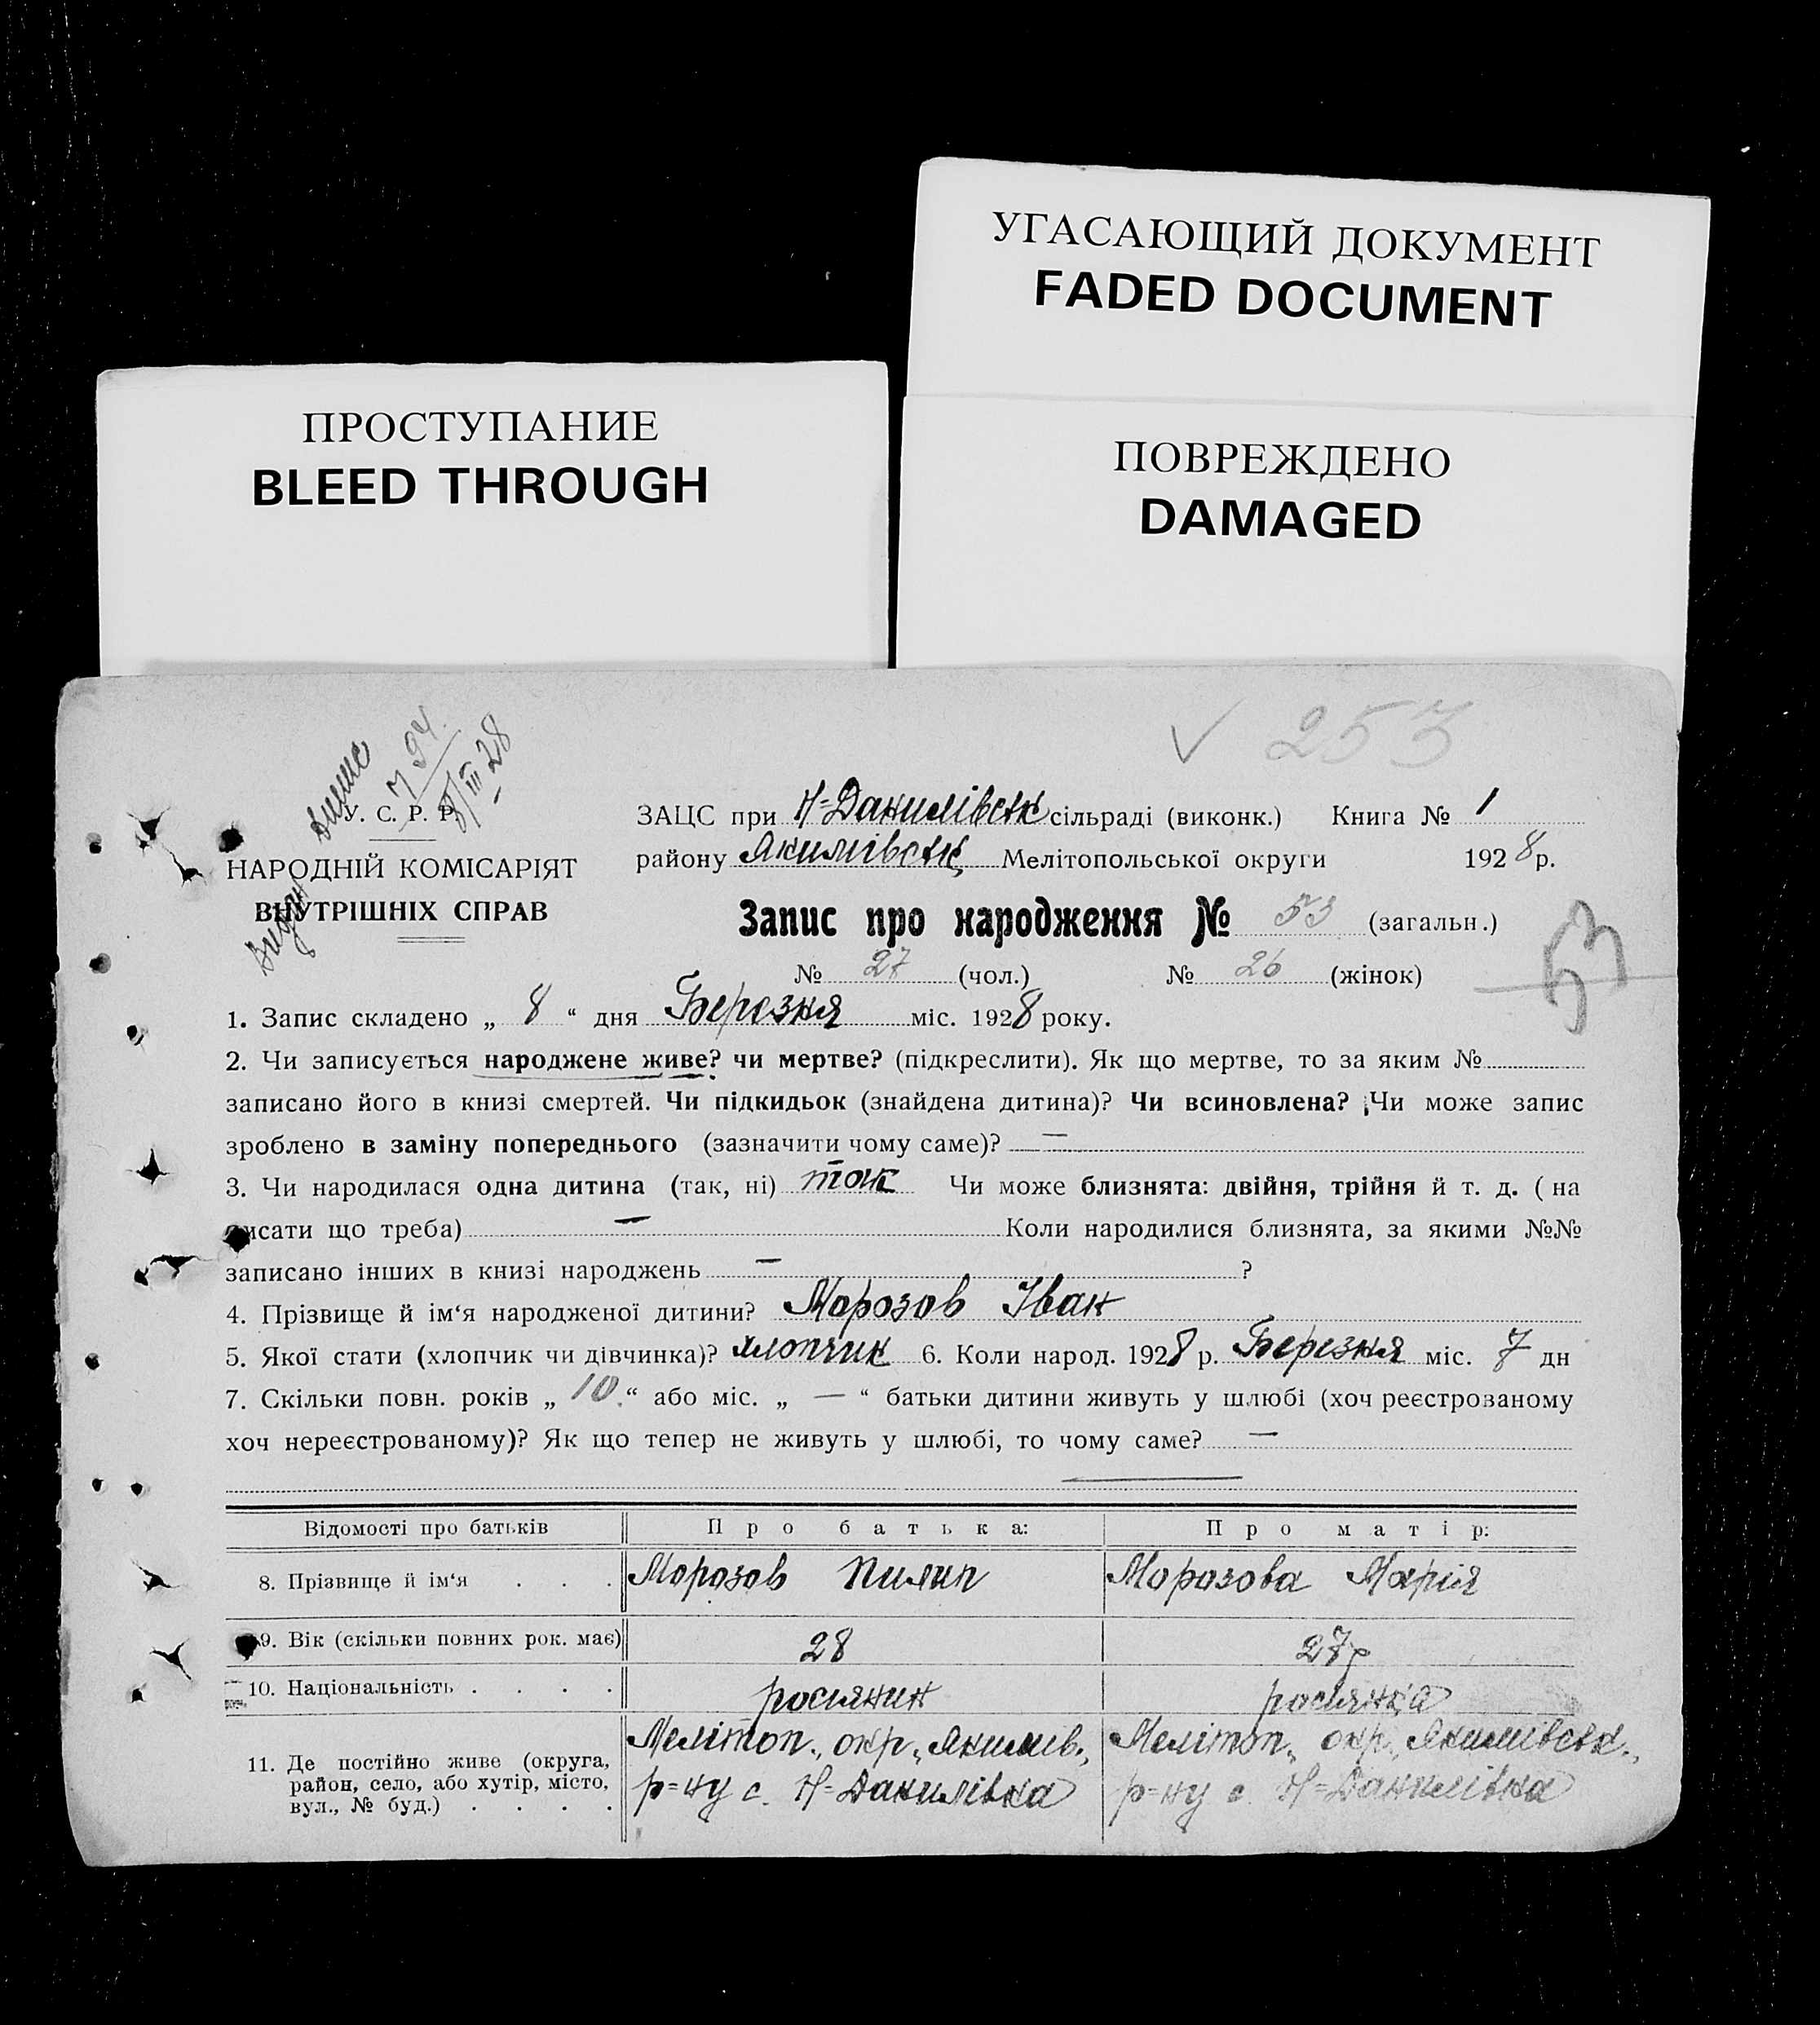 УГАСАЮЩИЙ ДОКУМЕНТ
FADED DOCUMENT
ПРОСТУПАНИЕ
BLEED THROUGH
ПОВРЕЖДЕНО
DAMAGED
✓ 253
У. С. Р. Р.
НАРОДНІЙ КОМІСАРІЯТ
ВНУТРІШНІХ СПРАВ
ЗАЦС при Н=Данилівськ сільраді (виконк.) Книга № 1
району Якимівськ Мелітопольської округи 1928 р.
Запис про народження № 53 (загальн.)
53
№ 27 (чол.) № 26 (жінок)
1. Запис складено „ 8 “ дня Березня міс. 1928 року.
2. Чи записується народжене живе? чи мертве? (підкреслити). Як що мертве, то за яким №
записано його в книзі смертей. Чи підкидьок (знайдена дитина)? Чи всиновлена? Чи може запис
зроблено в заміну попереднього (зазначити чому саме)? —
3. Чи народилася одна дитина (так, ні) так Чи може близнята: двійня, трійня й т. д. ( на
писати що треба) — Коли народилися близнята, за якими №№
записано інших в книзі народжень — ?
4. Прізвище й ім‘я народженої дитини? Морозов Іван
5. Якої стати (хлопчик чи дівчинка)? хлопчик 6. Коли народ. 1928 р. Березня міс. 7 дн
7. Скільки повн. років „ 10 “ або міс. „ — “ батьки дитини живуть у шлюбі (хоч реєстрованому
хоч нереєстрованому)? Як що тепер не живуть у шлюбі, то чому саме? —
Відомості про батьків Про батька: Про матір:
8. Прізвище й ім‘я . . . Морозов Пилип Морозова Марія
9. Вік (скільки повних рок. має) 28 27р
10. Національність . . . . росіянин росіянка
11. Де постійно живе (округа,
район, село, або хутір, місто,
вул., № буд.) . . . .
Мелітоп., окр., Якимів.,
р=ну с. Н=Данилівка
Мелітоп., окр., Якимівськ.,
р=ну с. Н=Данилівка